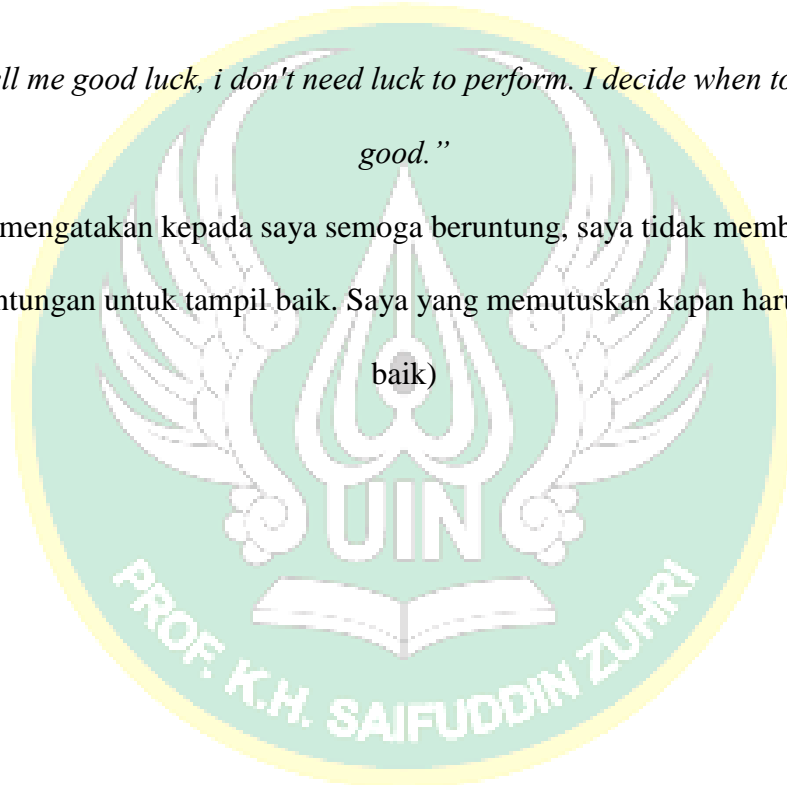 ll me good luck, i don't need luck to perform. I decide when to
good.”
mengatakan kepada saya semoga beruntung, saya tidak memb
ntungan untuk tampil baik. Saya yang memutuskan kapan haru
baik)
UIN
PROF. K.H. SAIFUDDIN ZUHRI